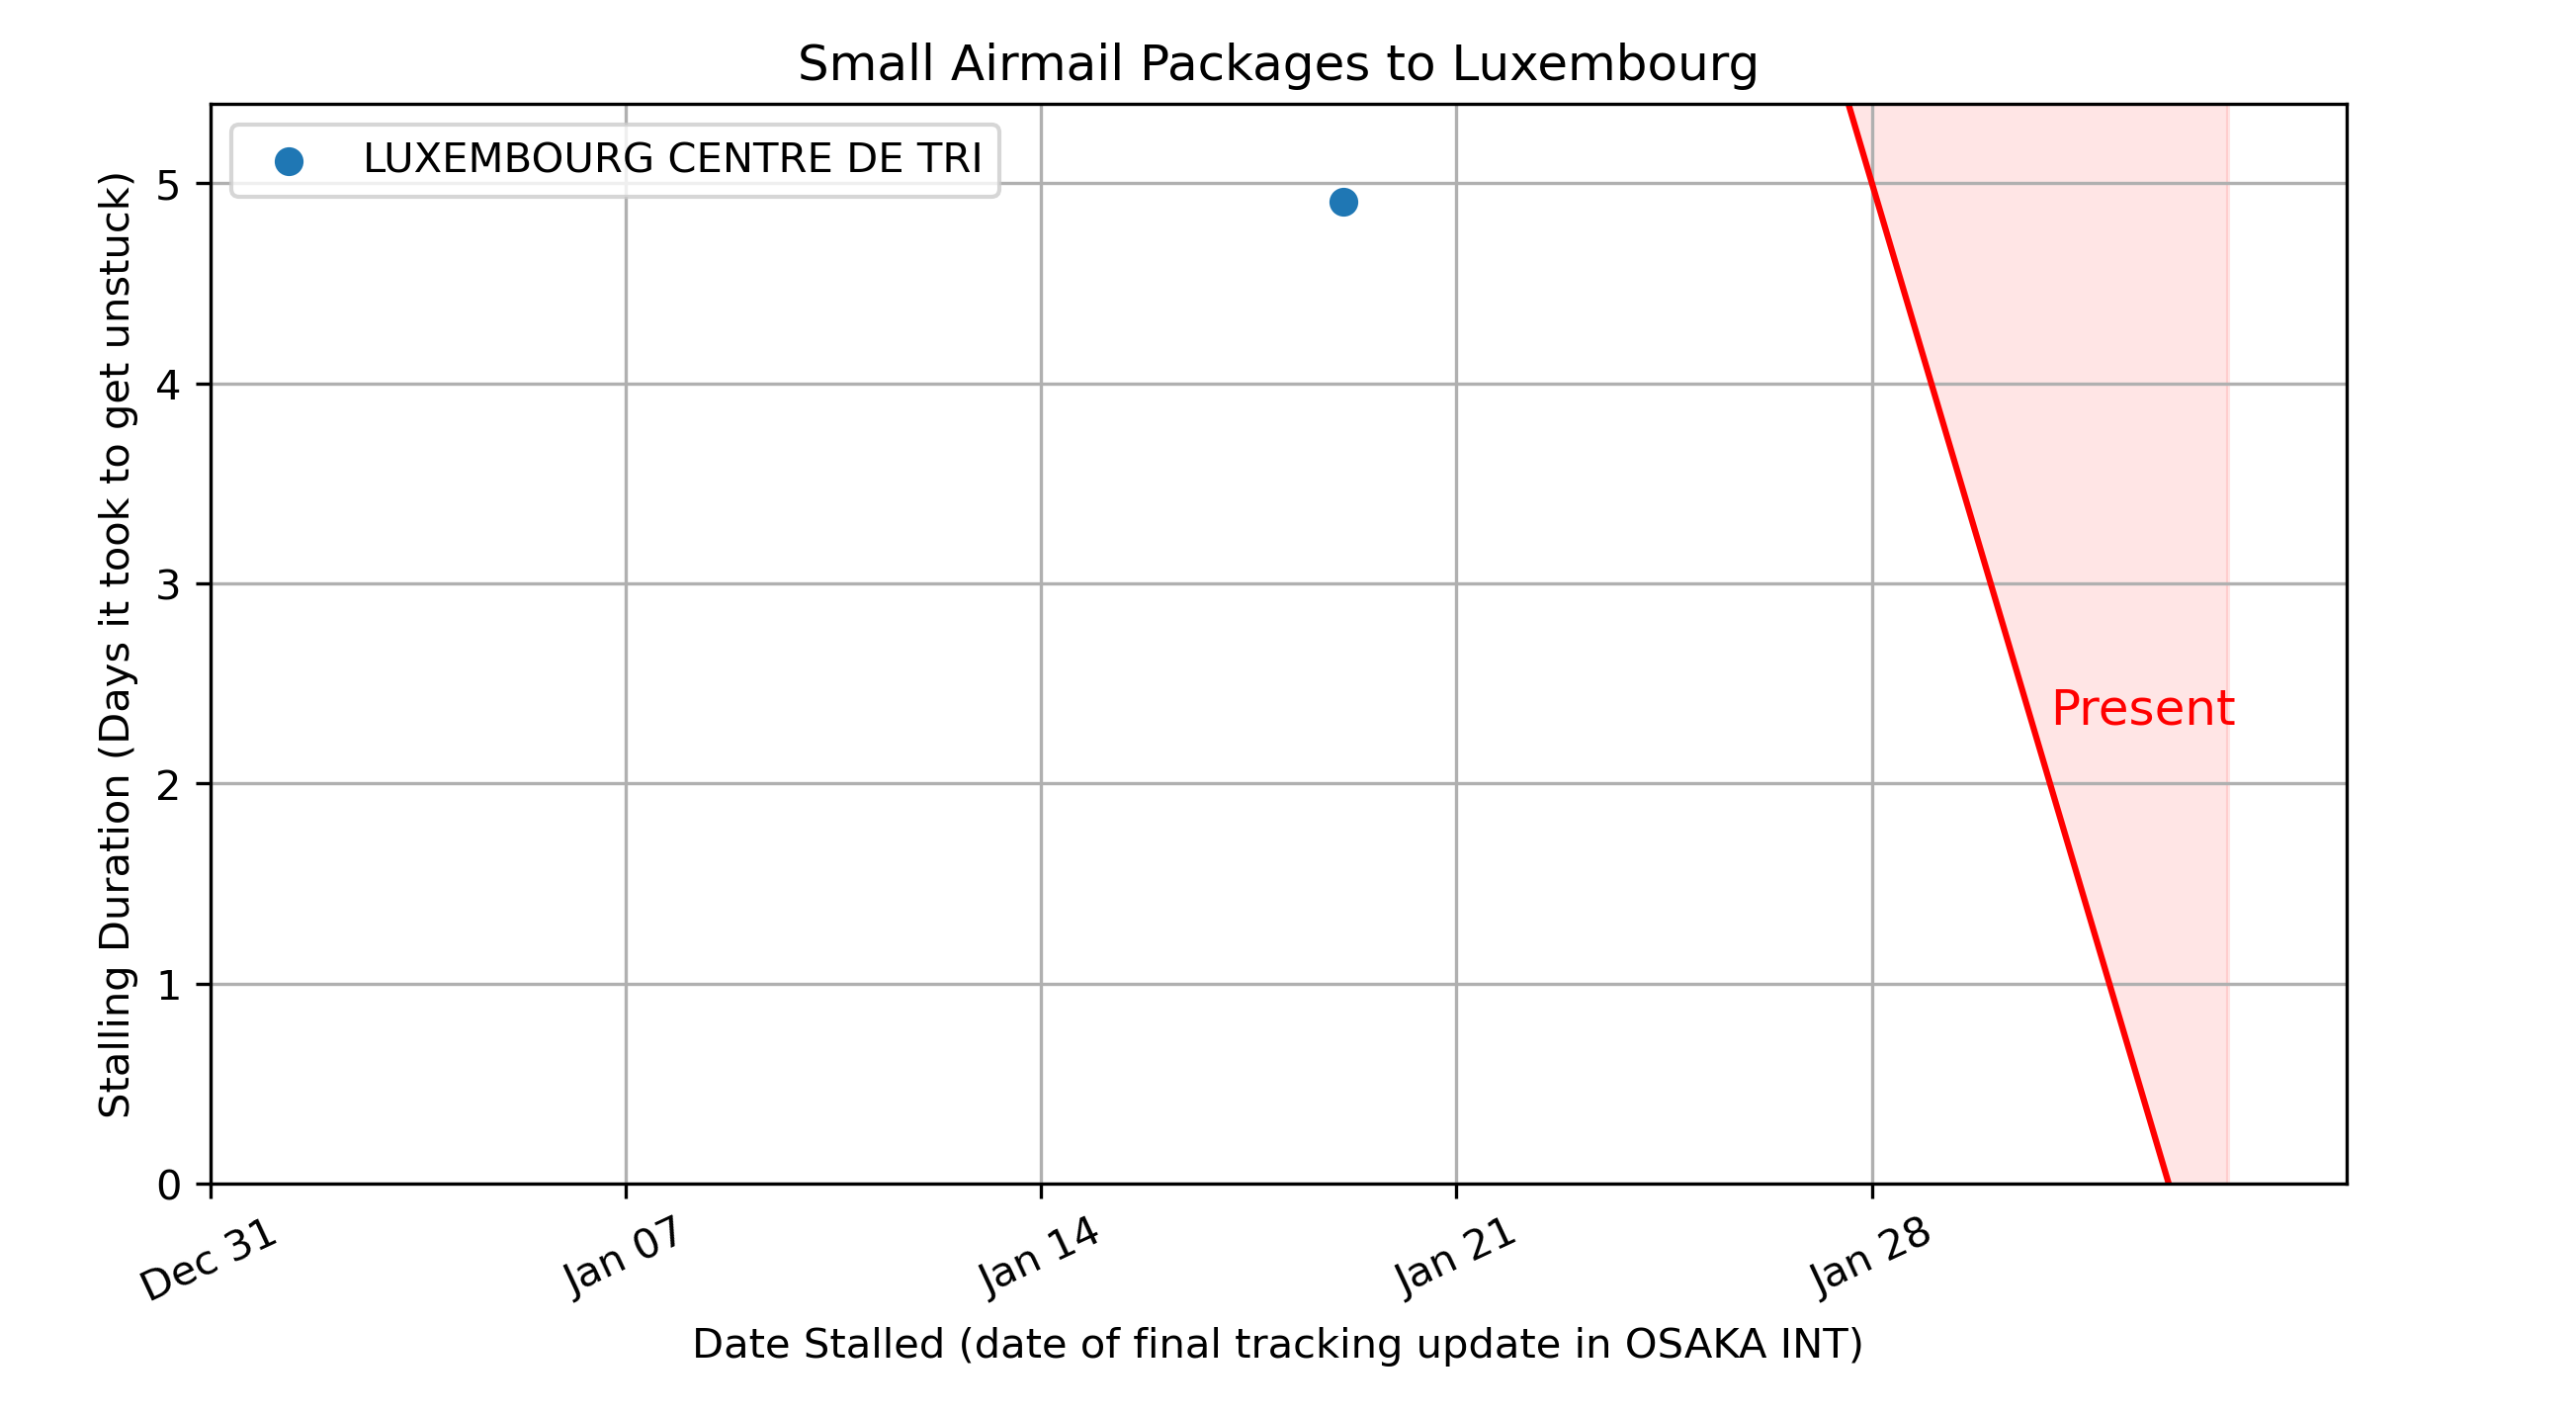 Small Airmail Packages to Luxembourg
LUXEMBOURG CENTRE DE TRI
Stalling Duration (Days it took to get unstuck)
5
4
3
2
1
0
Present
Dec 31
Jan 07
Jan 14
Jan 21
Jan 28
Date Stalled (date of final tracking update in OSAKA INT)